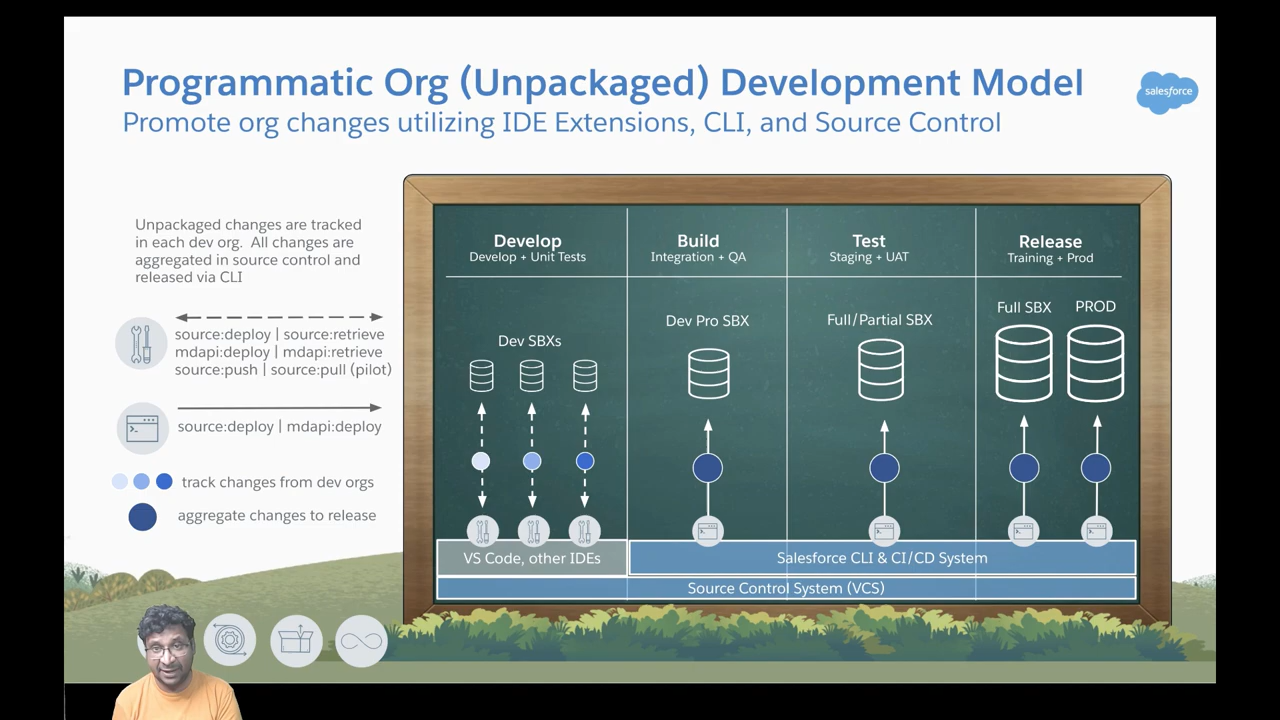 Programmatic Org (Unpackaged) Development Model
Promote org changes utilizing IDE Extensions, CLI, and Source Control
salesforce
Unpackaged changes are tracked
in each dev org. All changes are
aggregated in source control and
released via CLI
source:deploy | source:retrieve
mdapi:deploy | mdapi:retrieve
source:push | source:pull (pilot)
source:deploy | mdapi:deploy
track changes from dev orgs
aggregate changes to release
Develop
Develop + Unit Tests
Build
Integration + QA
Test
Staging + UAT
Release
Training + Prod
Dev SBXs
Dev Pro SBX
Full/Partial SBX
Full SBX
PROD
VS Code, other IDEs
Salesforce CLI & CI/CD System
Source Control System (VCS)